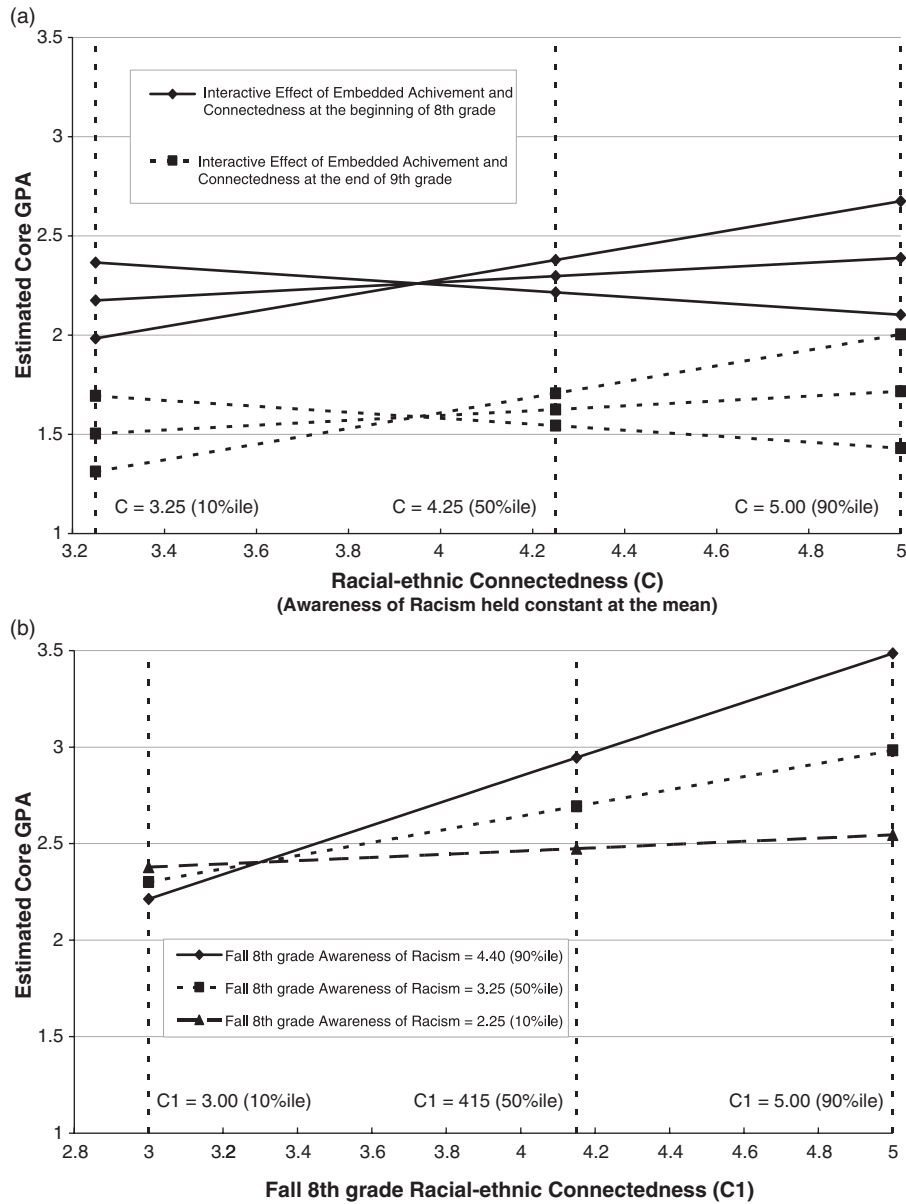 (a)
3.5
Interactive Effect of Embedded Achivement and
Connectedness at the beginning of 8th grade
3
Interactive Effect of Embedded Achivement and
Connectedness at the end of 9th grade
2.5
Estimated Core GPA
2
1.5
C = 3.25 (10%ile)
C = 4.25 (50%ile)
C = 5.00 (90%ile)
1
3.2
3.4
3.6
3.8
4
4.2
4.4
4.6
4.8
5
Racial-ethnic Connectedness (C)
(Awareness of Racism held constant at the mean)
(b)
3.5
3
2.5
Estimated Core GPA
2
Fall 8th grade Awareness of Racism = 4.40 (90%ile)
Fall 8th grade Awareness of Racism = 3.25 (50%ile)
Fall 8th grade Awareness of Racism = 2.25 (10%ile)
1.5
C1 = 3.00 (10%ile)
C1 = 415 (50%ile)
C1 = 5.00 (90%ile)
1
2.8
3
3.2
3.4
3.6
3.8
4
4.2
4.4
4.6
4.8
5
Fall 8th grade Racial-ethnic Connectedness (C1)